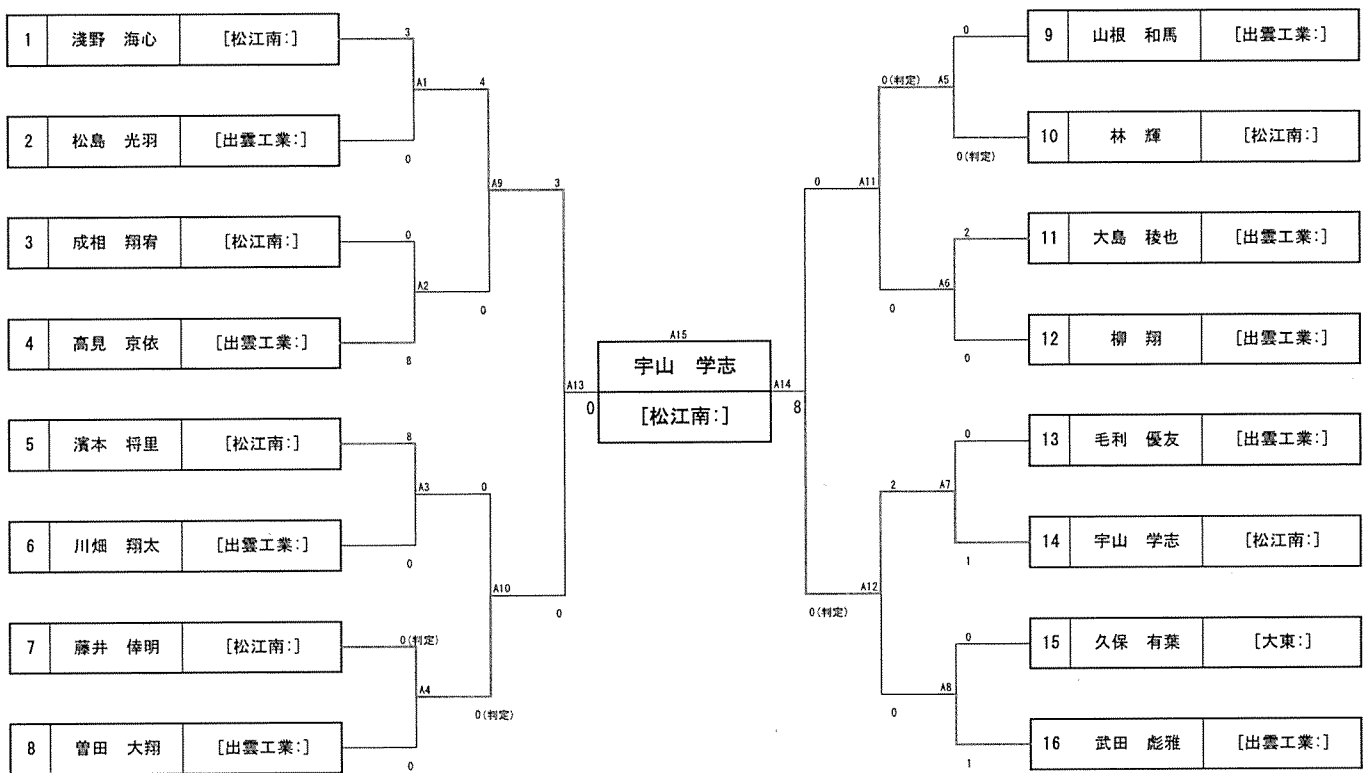 1 淺野 海心 [松江南:]
3
A1
4
2 松島 光羽 [出雲工業:]
0
A9
3
3 成相 翔宥 [松江南:]
0
A2
0
4 高見 京依 [出雲工業:]
8
A13
0
5 濱本 将里 [松江南:]
8
A3
0
6 川畑 翔太 [出雲工業:]
0
A10
0
7 藤井 倖明 [松江南:]
0(判定)
A4
0(判定)
8 曽田 大翔 [出雲工業:]
0
A15
宇山 学志
[松江南:]
A14
8
0
9 山根 和馬 [出雲工業:]
0(判定)
A5
10 林 輝 [松江南:]
0(判定)
0
A11
2
11 大島 稜也 [出雲工業:]
A6
0
12 柳 翔 [出雲工業:]
0
0
13 毛利 優友 [出雲工業:]
2
A7
14 宇山 学志 [松江南:]
1
A12
0(判定)
0
15 久保 有葉 [大東:]
A8
0
16 武田 彪雅 [出雲工業:]
1